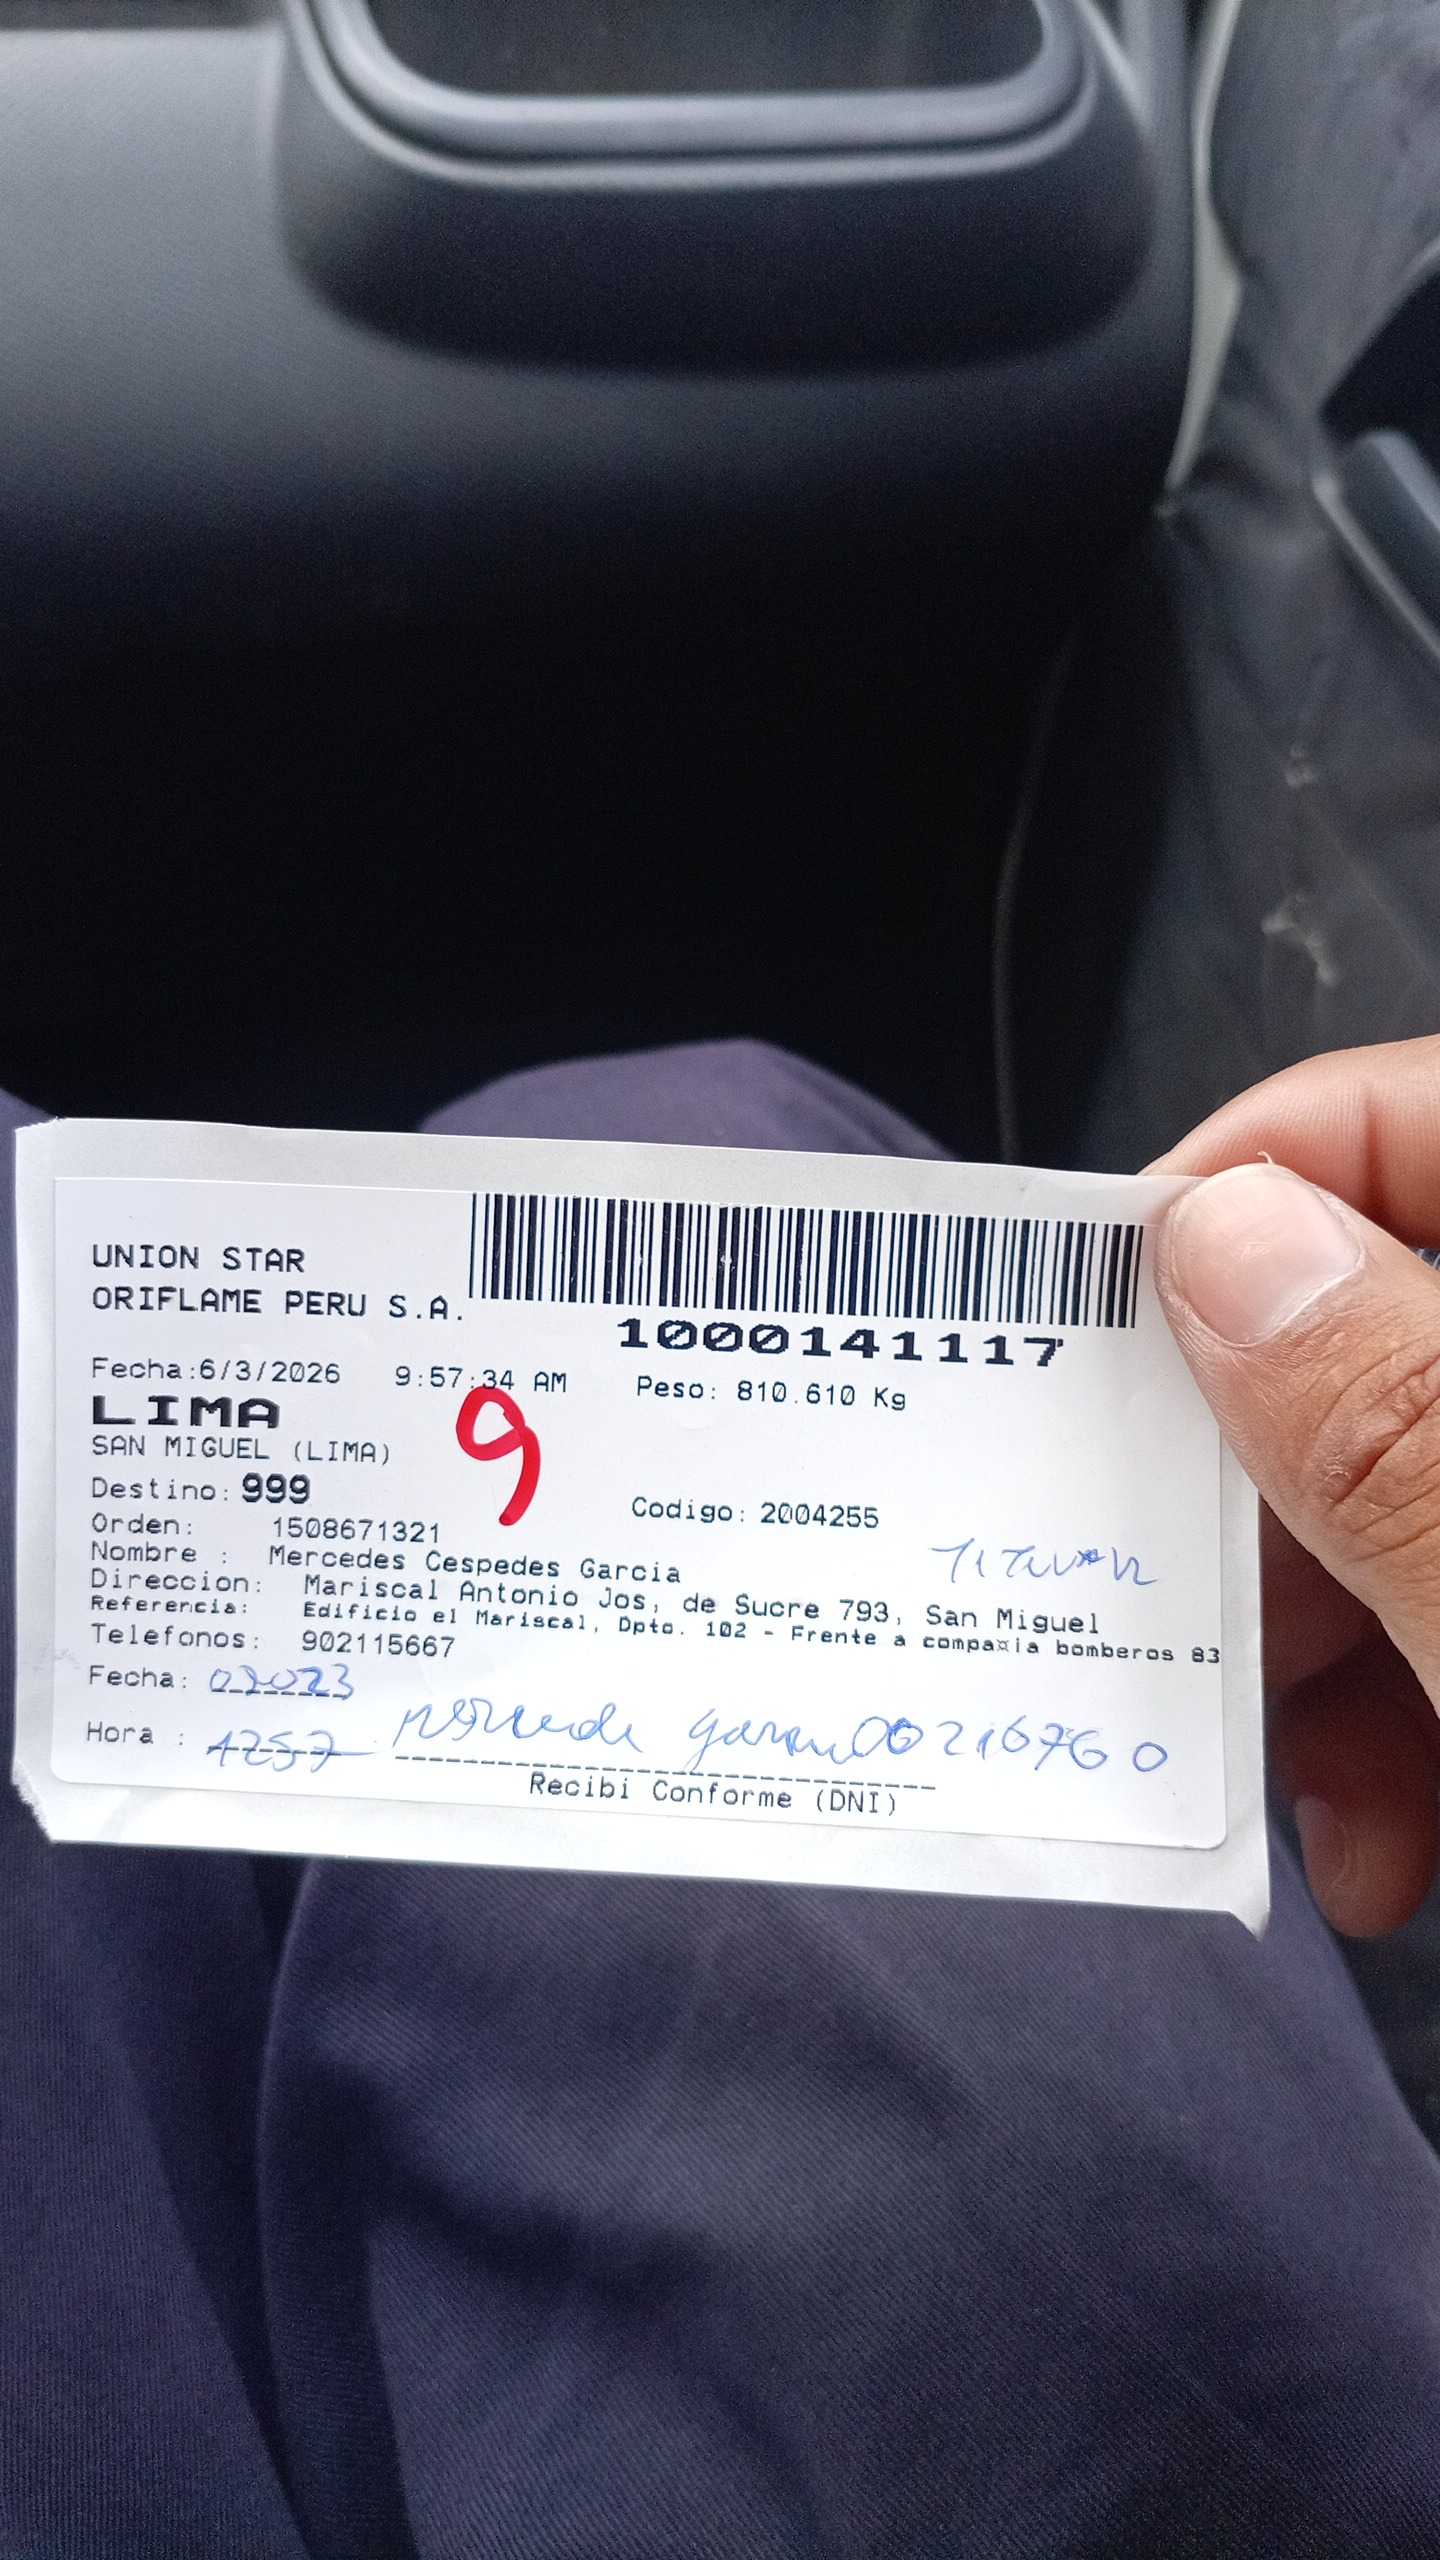 UNION STAR
ORIFLAME PERU S.A.
1000141117
Fecha:6/3/2026 9:57:34 AM Peso: 810.610 Kg
LIMA
9
SAN MIGUEL (LIMA)
Destino: 999
Codigo: 2004255
Orden: 1508671321
Nombre : Mercedes Cespedes Garcia
Direccion: Mariscal Antonio Jos, de Sucre 793, San Miguel
Referencia: Edificio el Mariscal, Dpto. 102 - Frente a compa¤ia bomberos 83
Telefonos: 902115667
Fecha:
Hora : 1257
Recibi Conforme (DNI)